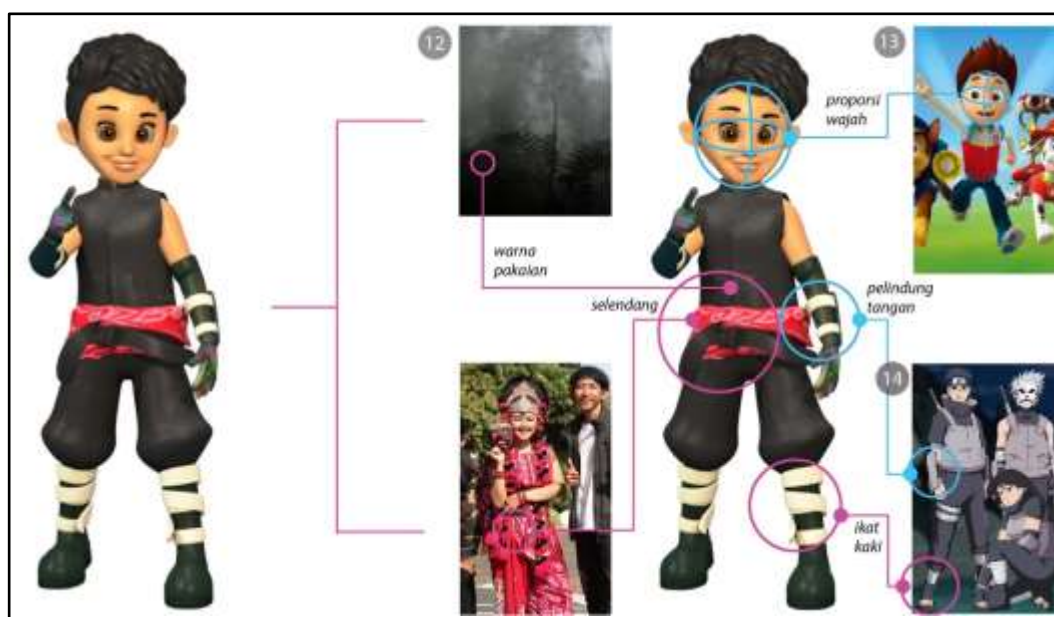 12
13
proporsi
wajah
warna
pakaian
selendang
pelindung
tangan
14
ikat
kaki